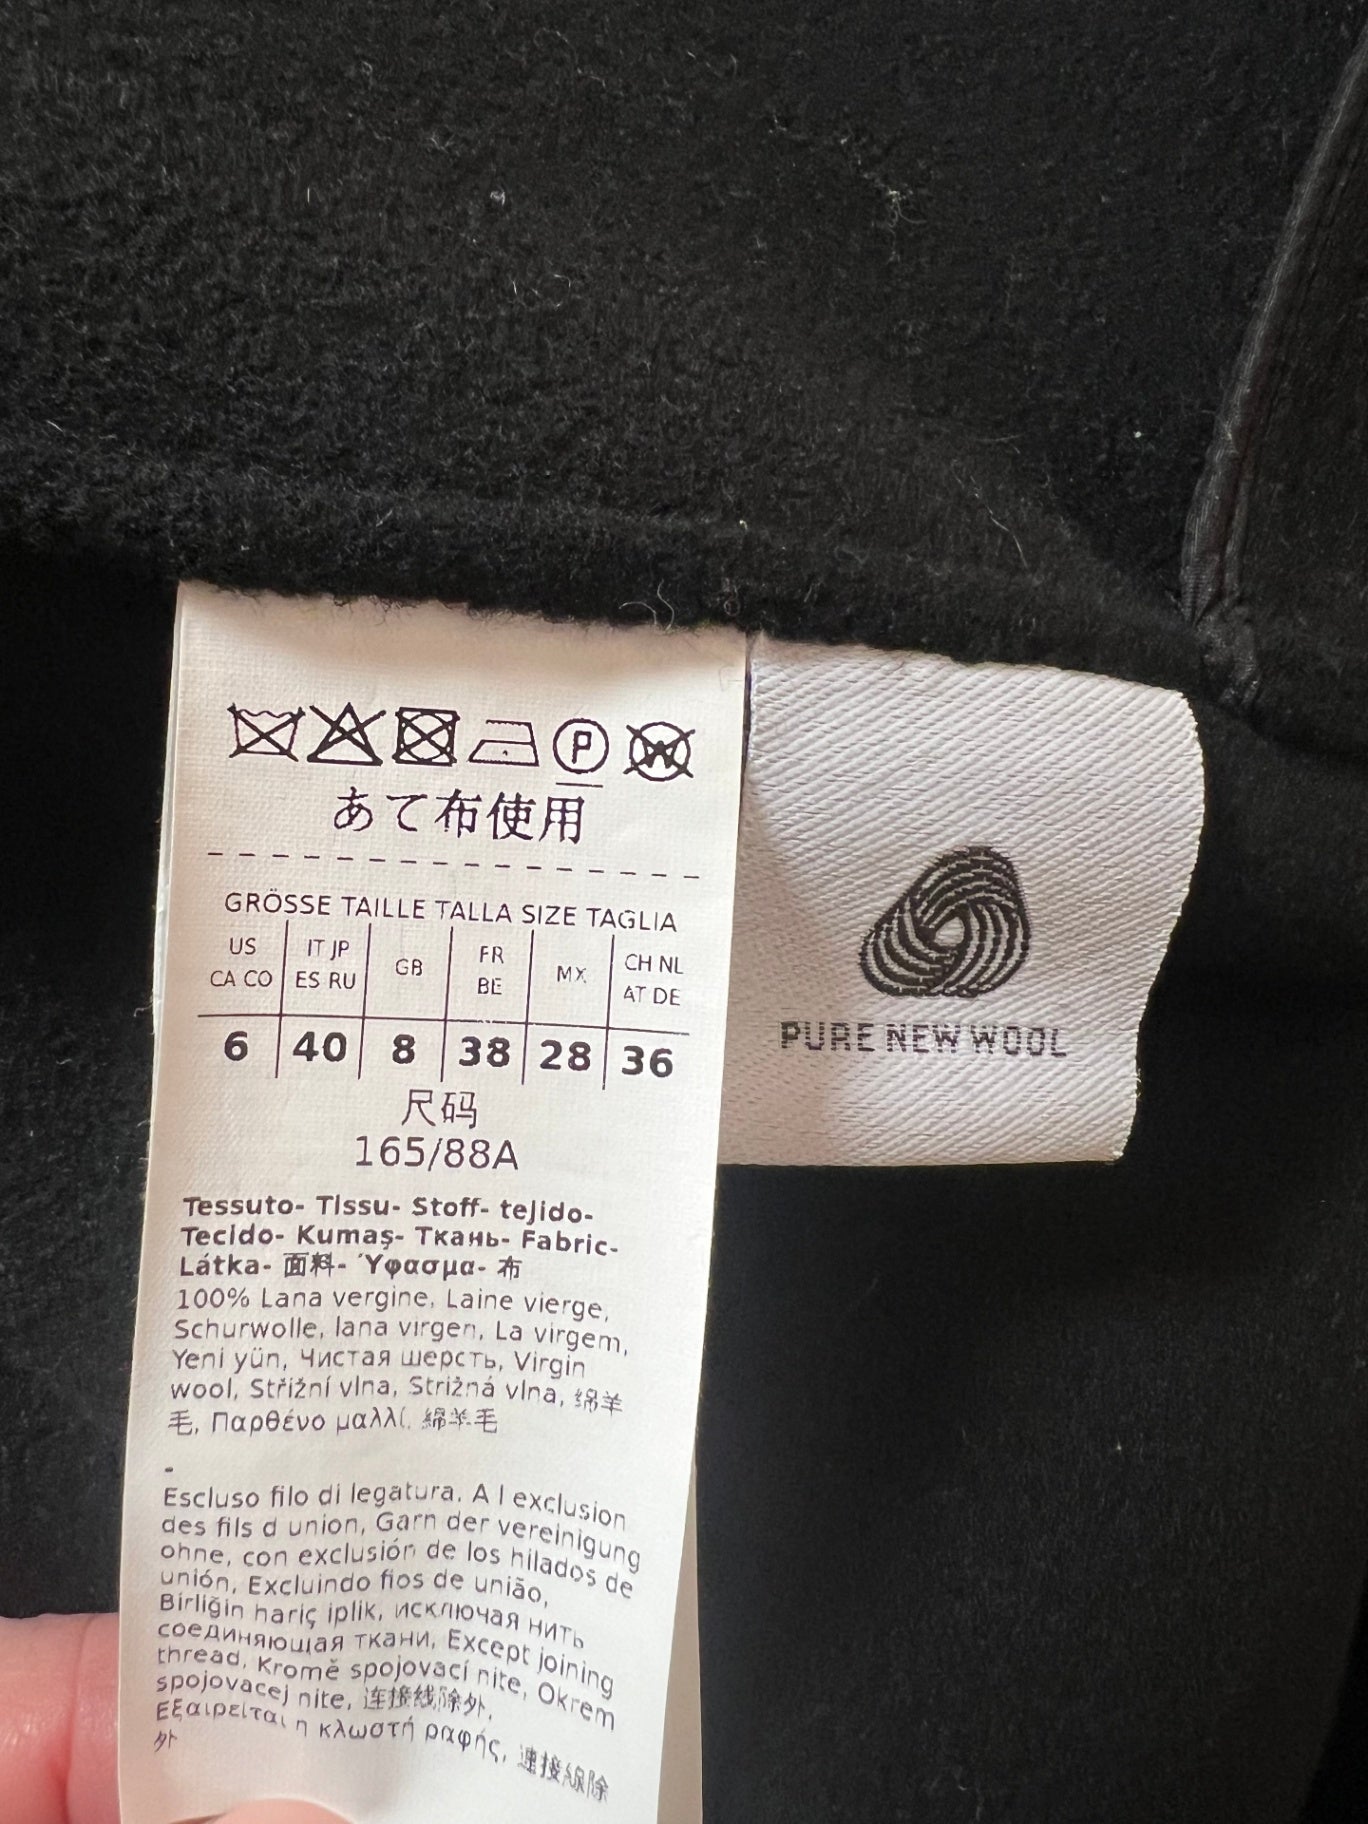 P W
あて布使用
GRÖSSE TAILLE TALLA SIZE TAGLIA
US CA CO IT JP ES RU GB FR BE MX CH NL AT DE
6 40 8 38 28 36
尺码
165/88A
Tessuto- TIssu- Stoff- teJido-
TecIdo- Kumaş- Ткань- Fabric-
Látka- 面料- Ύφασμα- 布
100% Lana vergine, Laine vierge,
Schurwolle, lana virgen, La virgem,
Yeni yün, Чистая шерсть, Virgin
wool, Střižní vlna, Strižná vlna, 绵羊
毛, Παρθένο μαλλί, 綿羊毛
-
Escluso filo di legatura, A l exclusion
des fils d union, Garn der vereinigung
ohne, con exclusión de los hilados de
unión, Excluindo fios de união,
Birliğin hariç iplik, исключая нить
соединяющая ткани, Except joining
thread, Kromě spojovací nite, Okrem
spojovacej nite, 连接线除外,
Εξαιρείται η κλωστή ραφής, 連接線除
外
PURE NEW WOOL